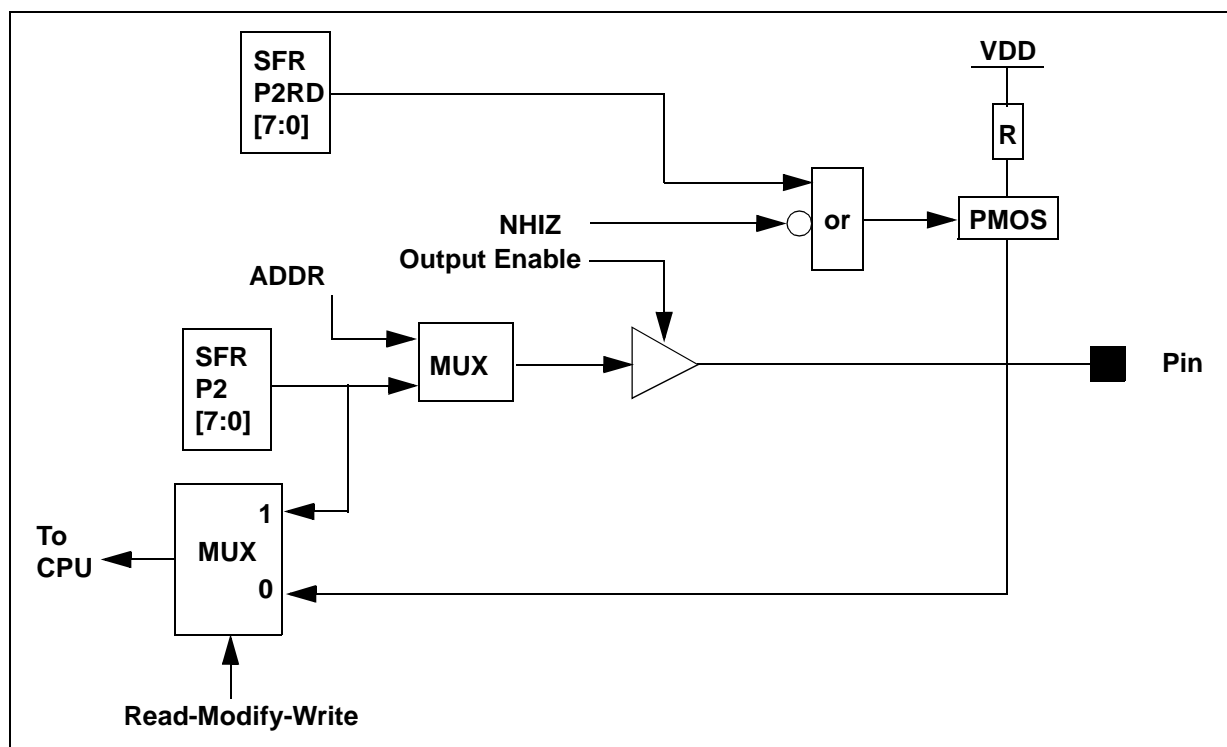 SFR
P2RD
[7:0]
VDD
R
or
PMOS
NHIZ
Output Enable
ADDR
MUX
SFR
P2
[7:0]
Pin
1
MUX
0
To
CPU
Read-Modify-Write